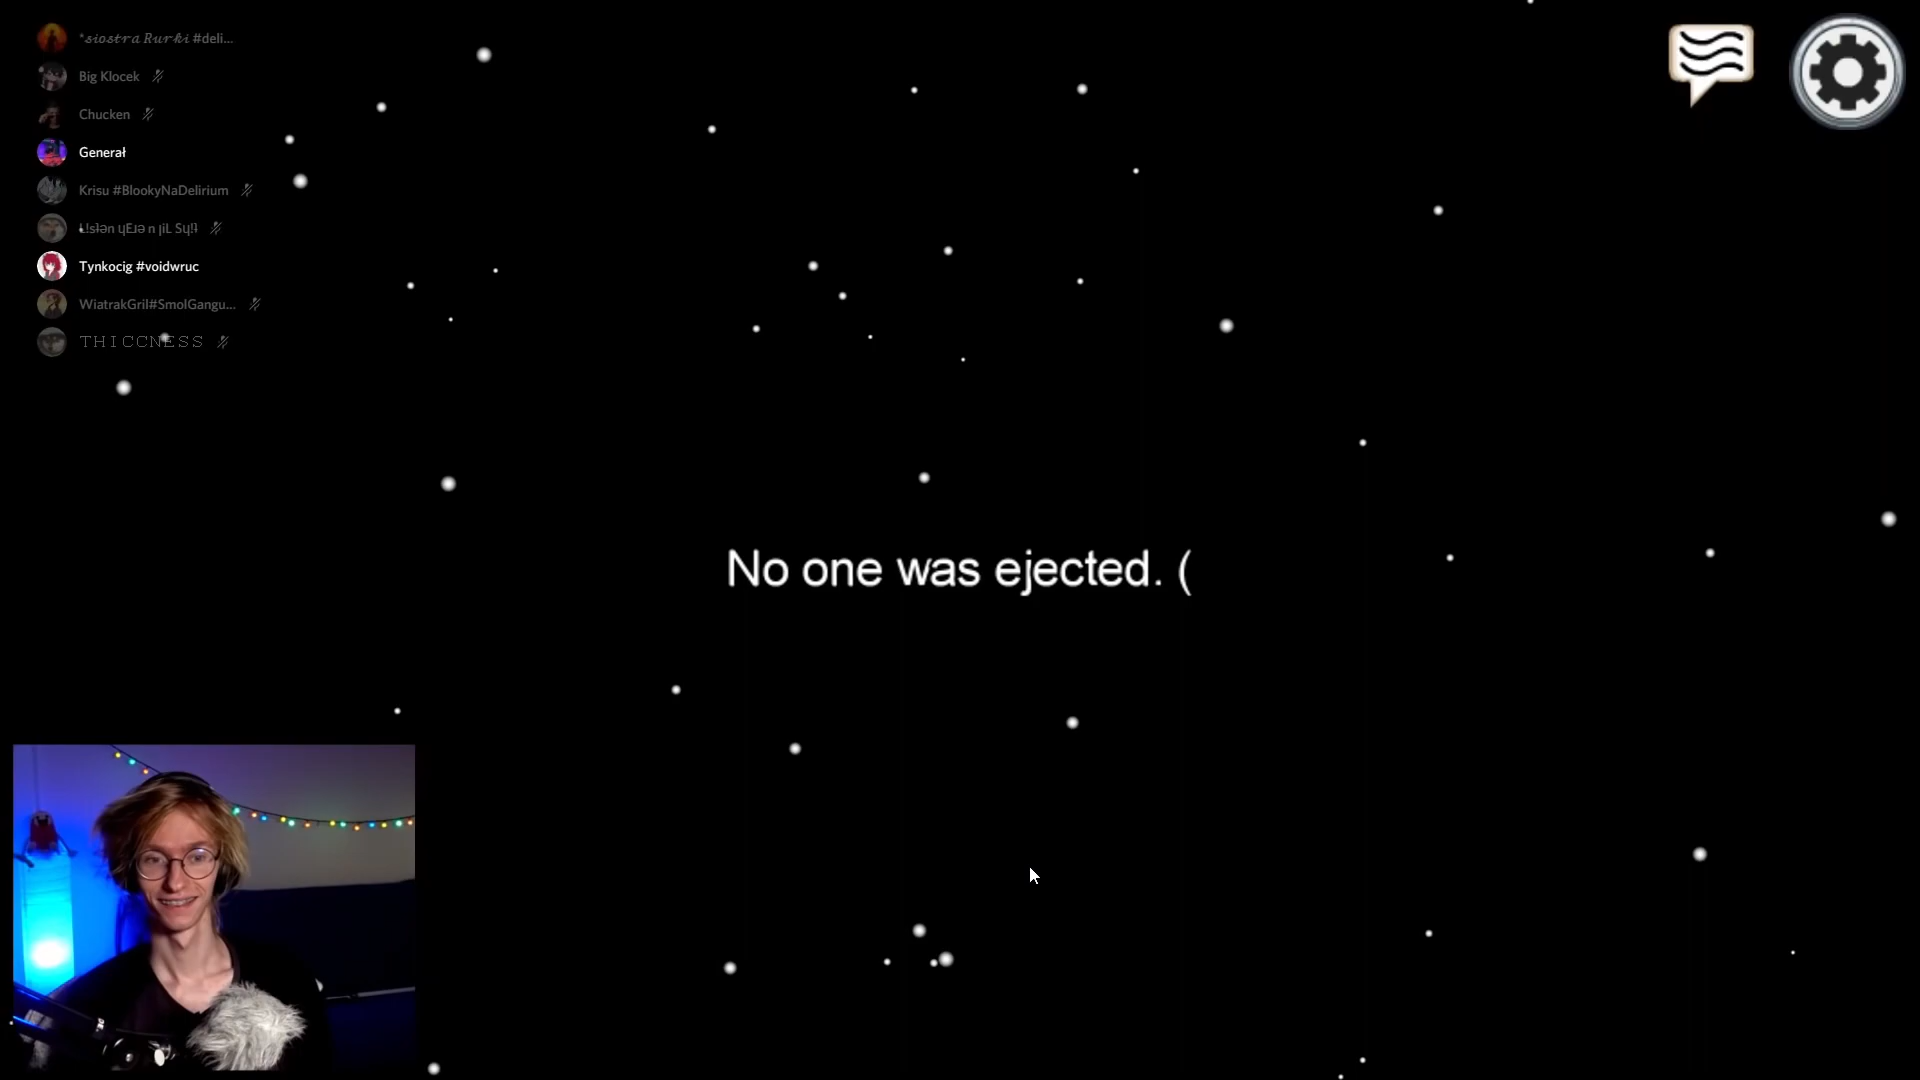 *𝓼𝓲𝓸𝓼𝓽𝓻𝓪 𝓡𝓾𝓻𝓴𝓲 #deli...
Big Klocek
Chucken
Generał
Krisu #BlookyNaDelirium
Tynkocig #voidwruc
WiatrakGril#SmolGangu...
THICCNESS
No one was ejected. (